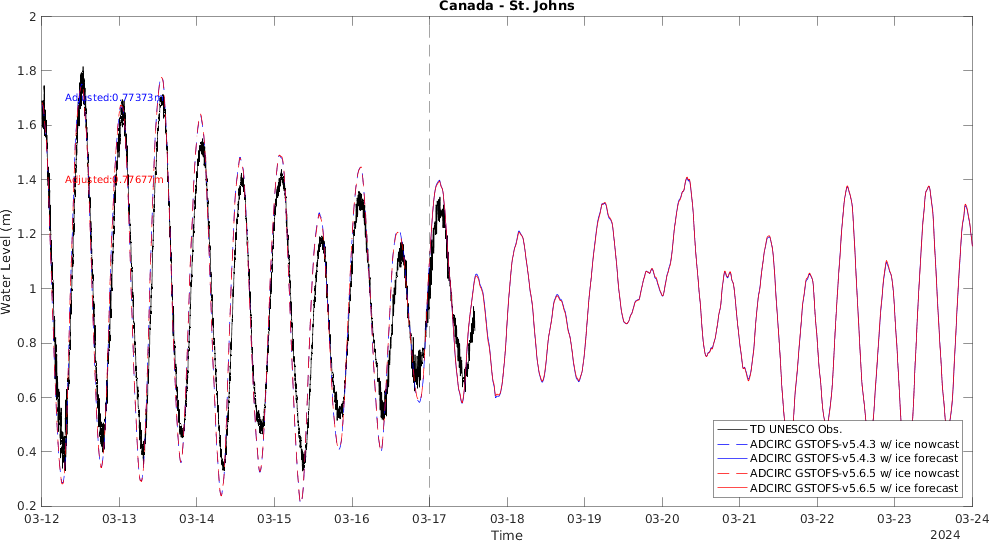 Canada - St. Johns
Water Level (m)
2
1.8
1.6
1.4
1.2
1
0.8
0.6
0.4
0.2
Adjusted:0.77373m
Adjusted:0.77677m
TD UNESCO Obs.
ADCIRC GSTOFS-v5.4.3 w/ ice nowcast
ADCIRC GSTOFS-v5.4.3 w/ ice forecast
ADCIRC GSTOFS-v5.6.5 w/ ice nowcast
ADCIRC GSTOFS-v5.6.5 w/ ice forecast
03-12 03-13 03-14 03-15 03-16 03-17 03-18 03-19 03-20 03-21 03-22 03-23 03-24
Time
2024